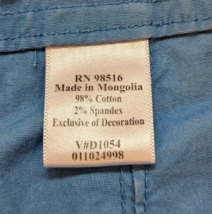 RN 98516
Made in Mongolia
98% Cotton
2% Spandex
Exclusive of Decoration
V#D1054
011024998